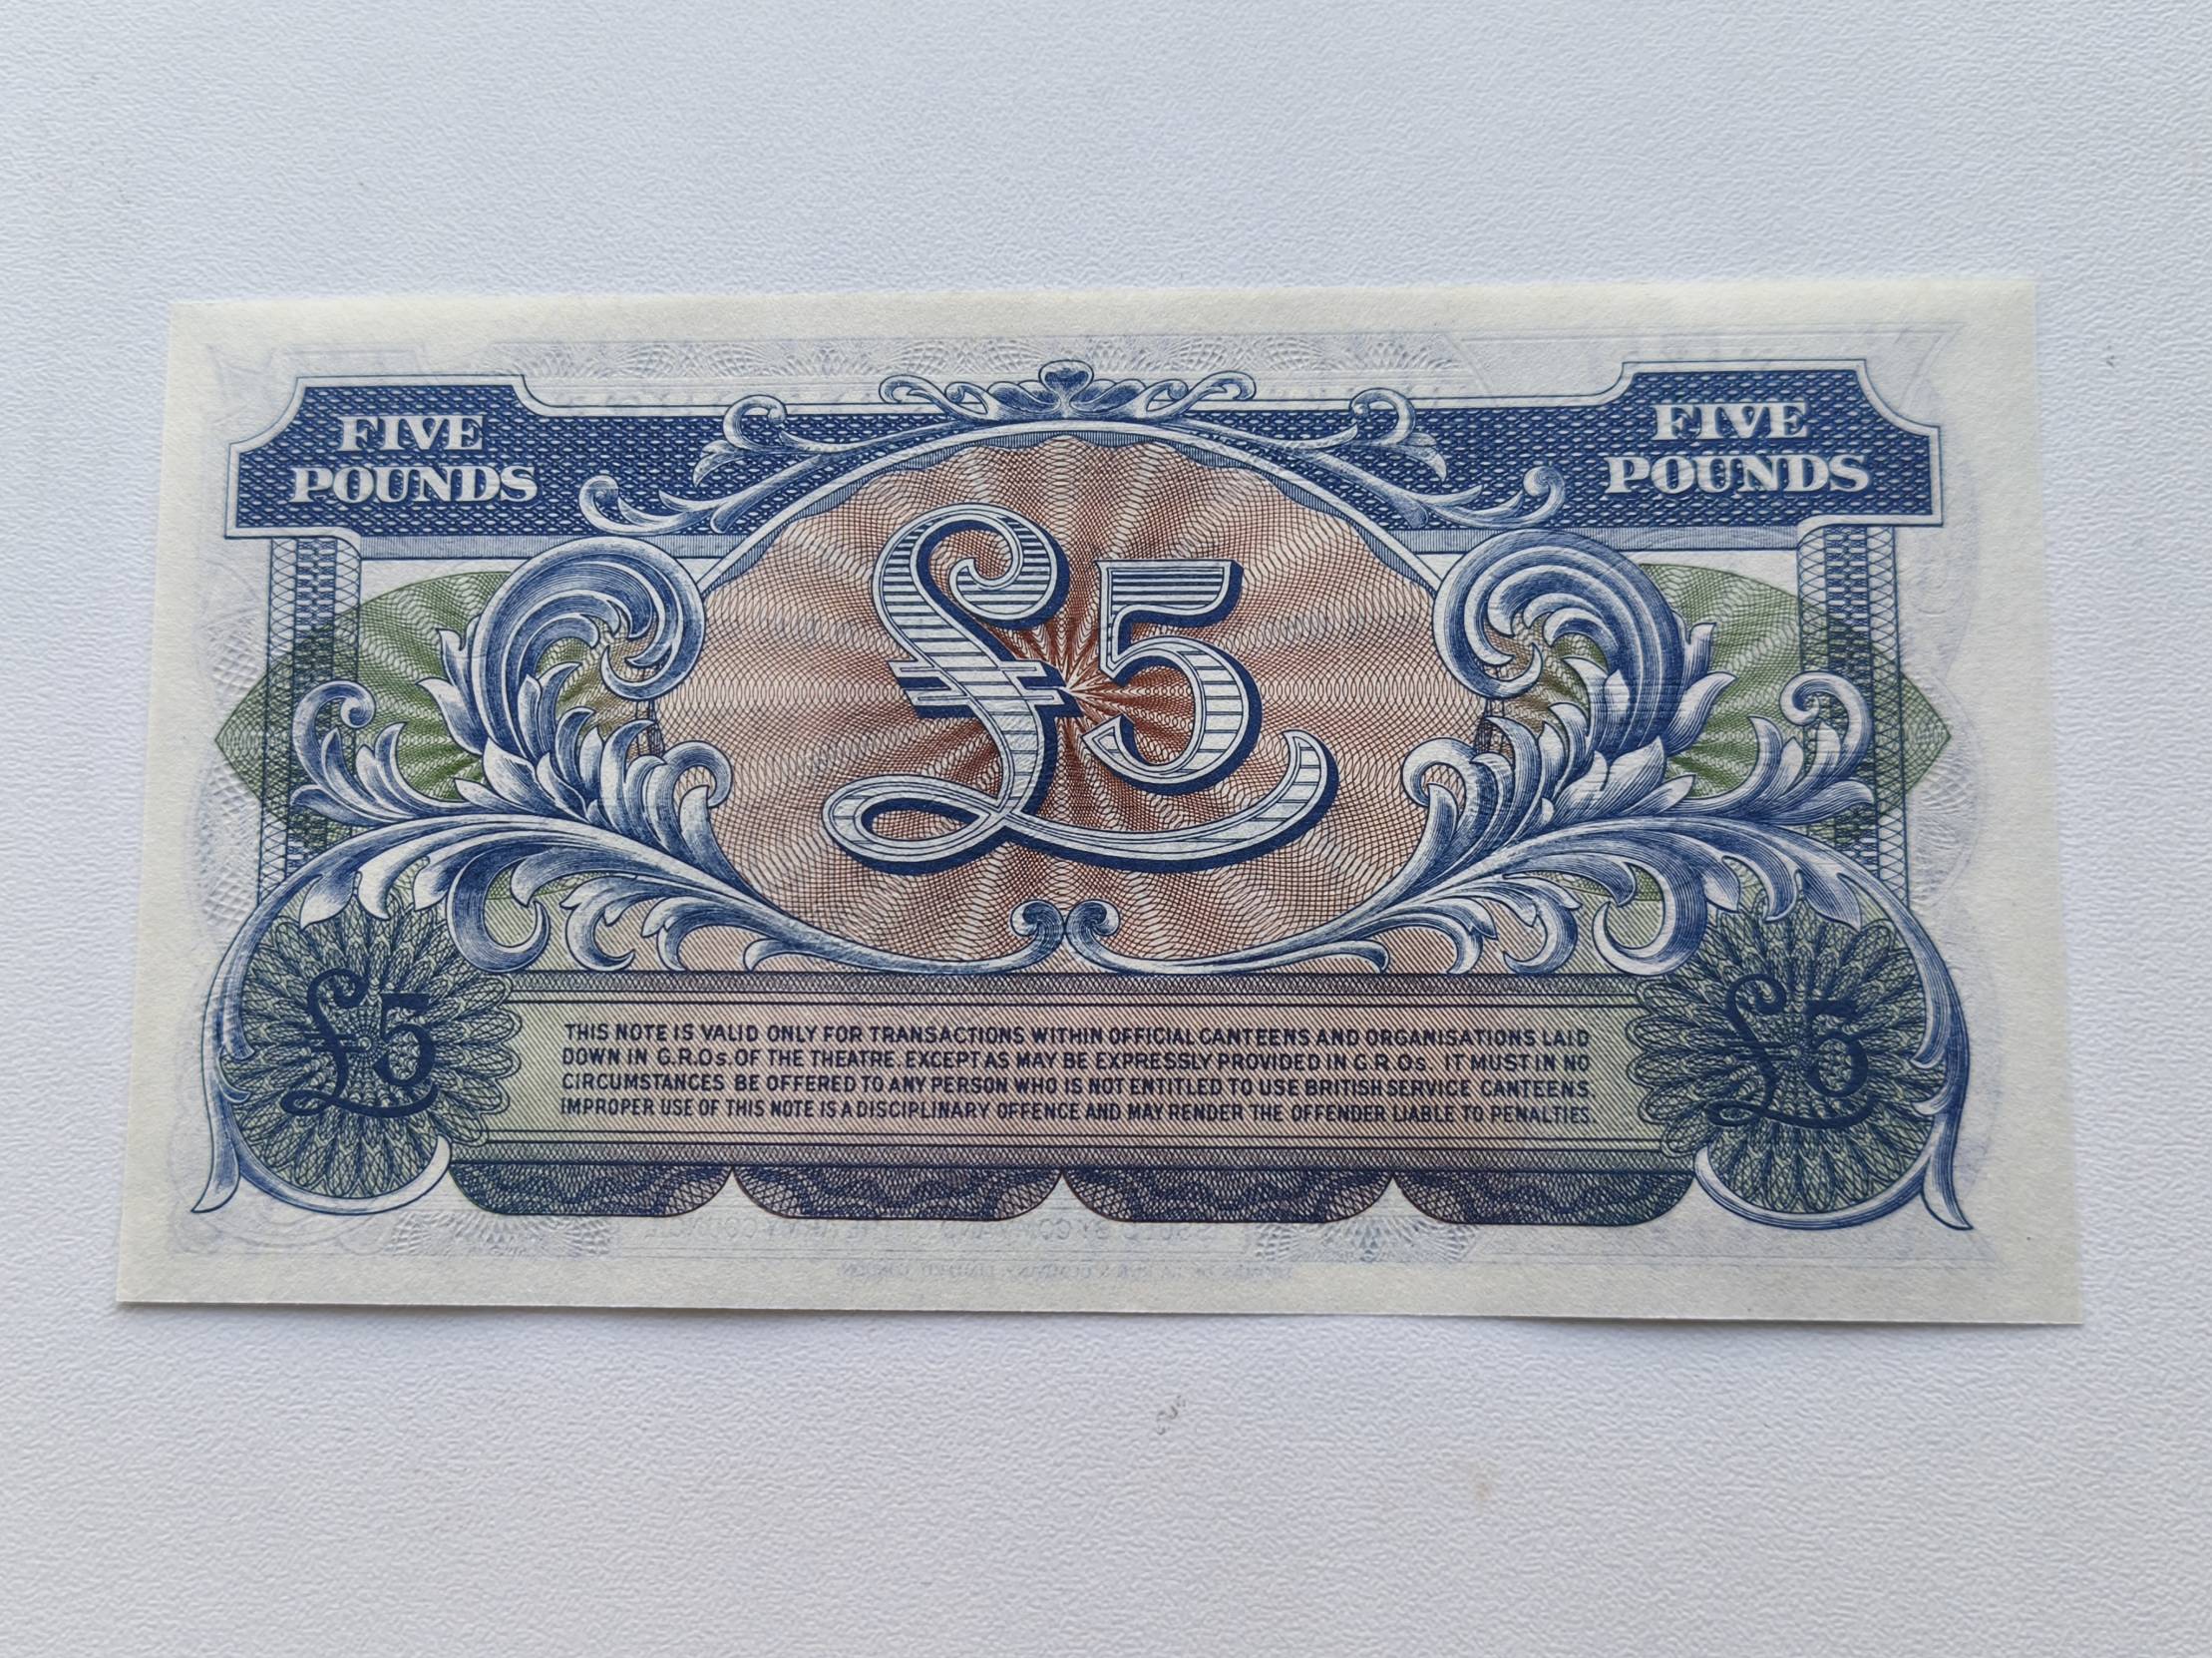 FIVE
POUNDS
FIVE
POUNDS
£5
£5
£5
THIS NOTE IS VALID ONLY FOR TRANSACTIONS WITHIN OFFICIAL CANTEENS AND ORGANISATIONS LAID
DOWN IN G.R.Os. OF THE THEATRE. EXCEPT AS MAY BE EXPRESSLY PROVIDED IN G.R.Os. IT MUST IN NO
CIRCUMSTANCES BE OFFERED TO ANY PERSON WHO IS NOT ENTITLED TO USE BRITISH SERVICE CANTEENS.
IMPROPER USE OF THIS NOTE IS A DISCIPLINARY OFFENCE AND MAY RENDER THE OFFENDER LIABLE TO PENALTIES.